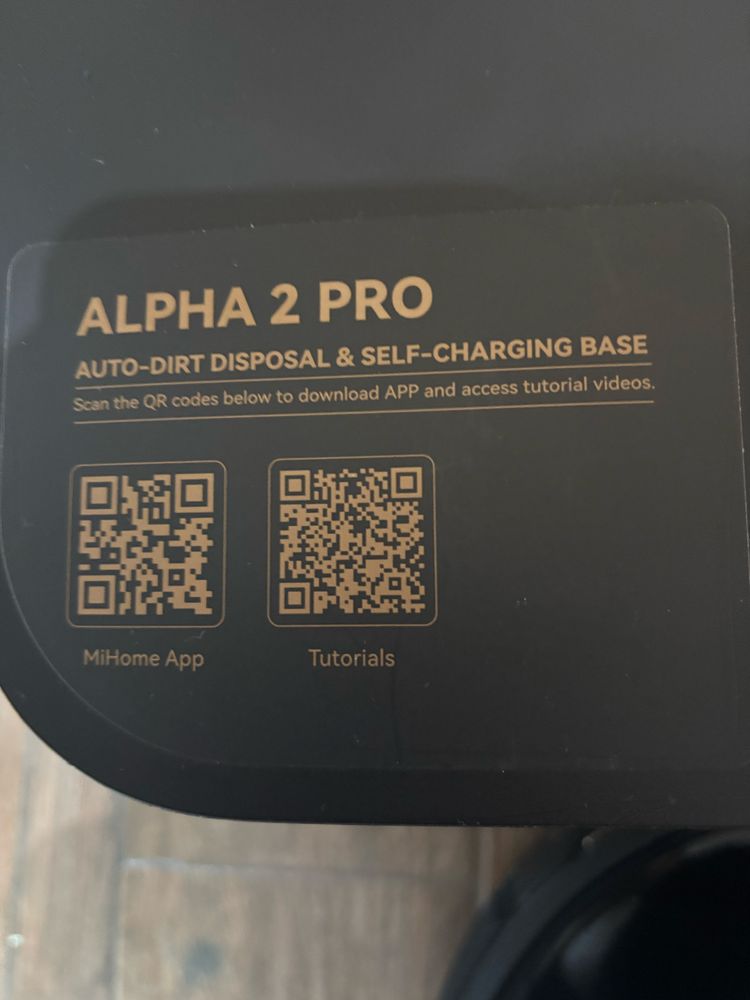 ALPHA 2 PRO
AUTO-DIRT DISPOSAL & SELF-CHARGING BASE
Scan the QR codes below to download APP and access tutorial videos.
MiHome App
Tutorials